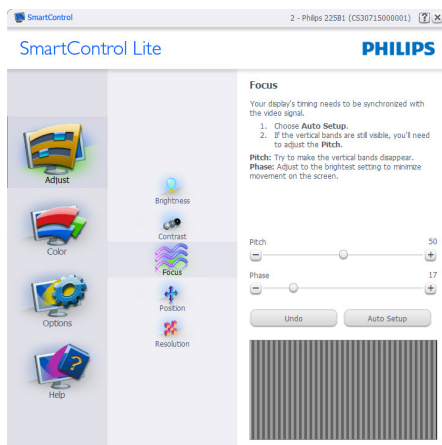 SmartControl
2 - Philips 225B1 (CS30715000001)
SmartControl Lite
PHILIPS
Adjust
Color
Options
Help
Brightness
Contrast
Focus
Position
Resolution
Focus
Your display's timing needs to be synchronized with
the video signal.
1. Choose Auto Setup.
2. If the vertical bands are still visible, you'll need
to adjust the Pitch.
Pitch: Try to make the vertical bands disappear.
Phase: Adjust to the brightest setting to minimize
movement on the screen.
Pitch 50
Phase 17
Undo
Auto Setup